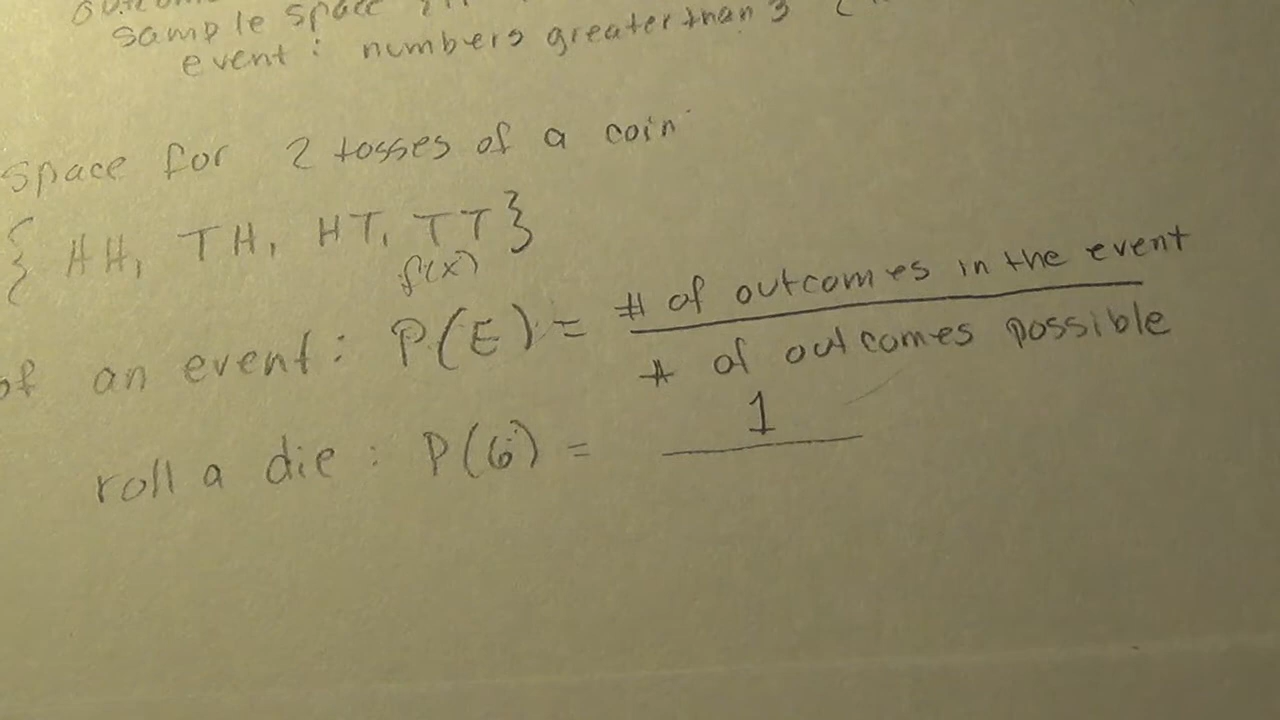 sample space
event: numbers greater than 3 (
space for 2 tosses of a coin
{ HH, TH, HT, TT }
f(x)
of an event: P(E) = # of outcomes in the event
# of outcomes possible
roll a die: P(6) = 1